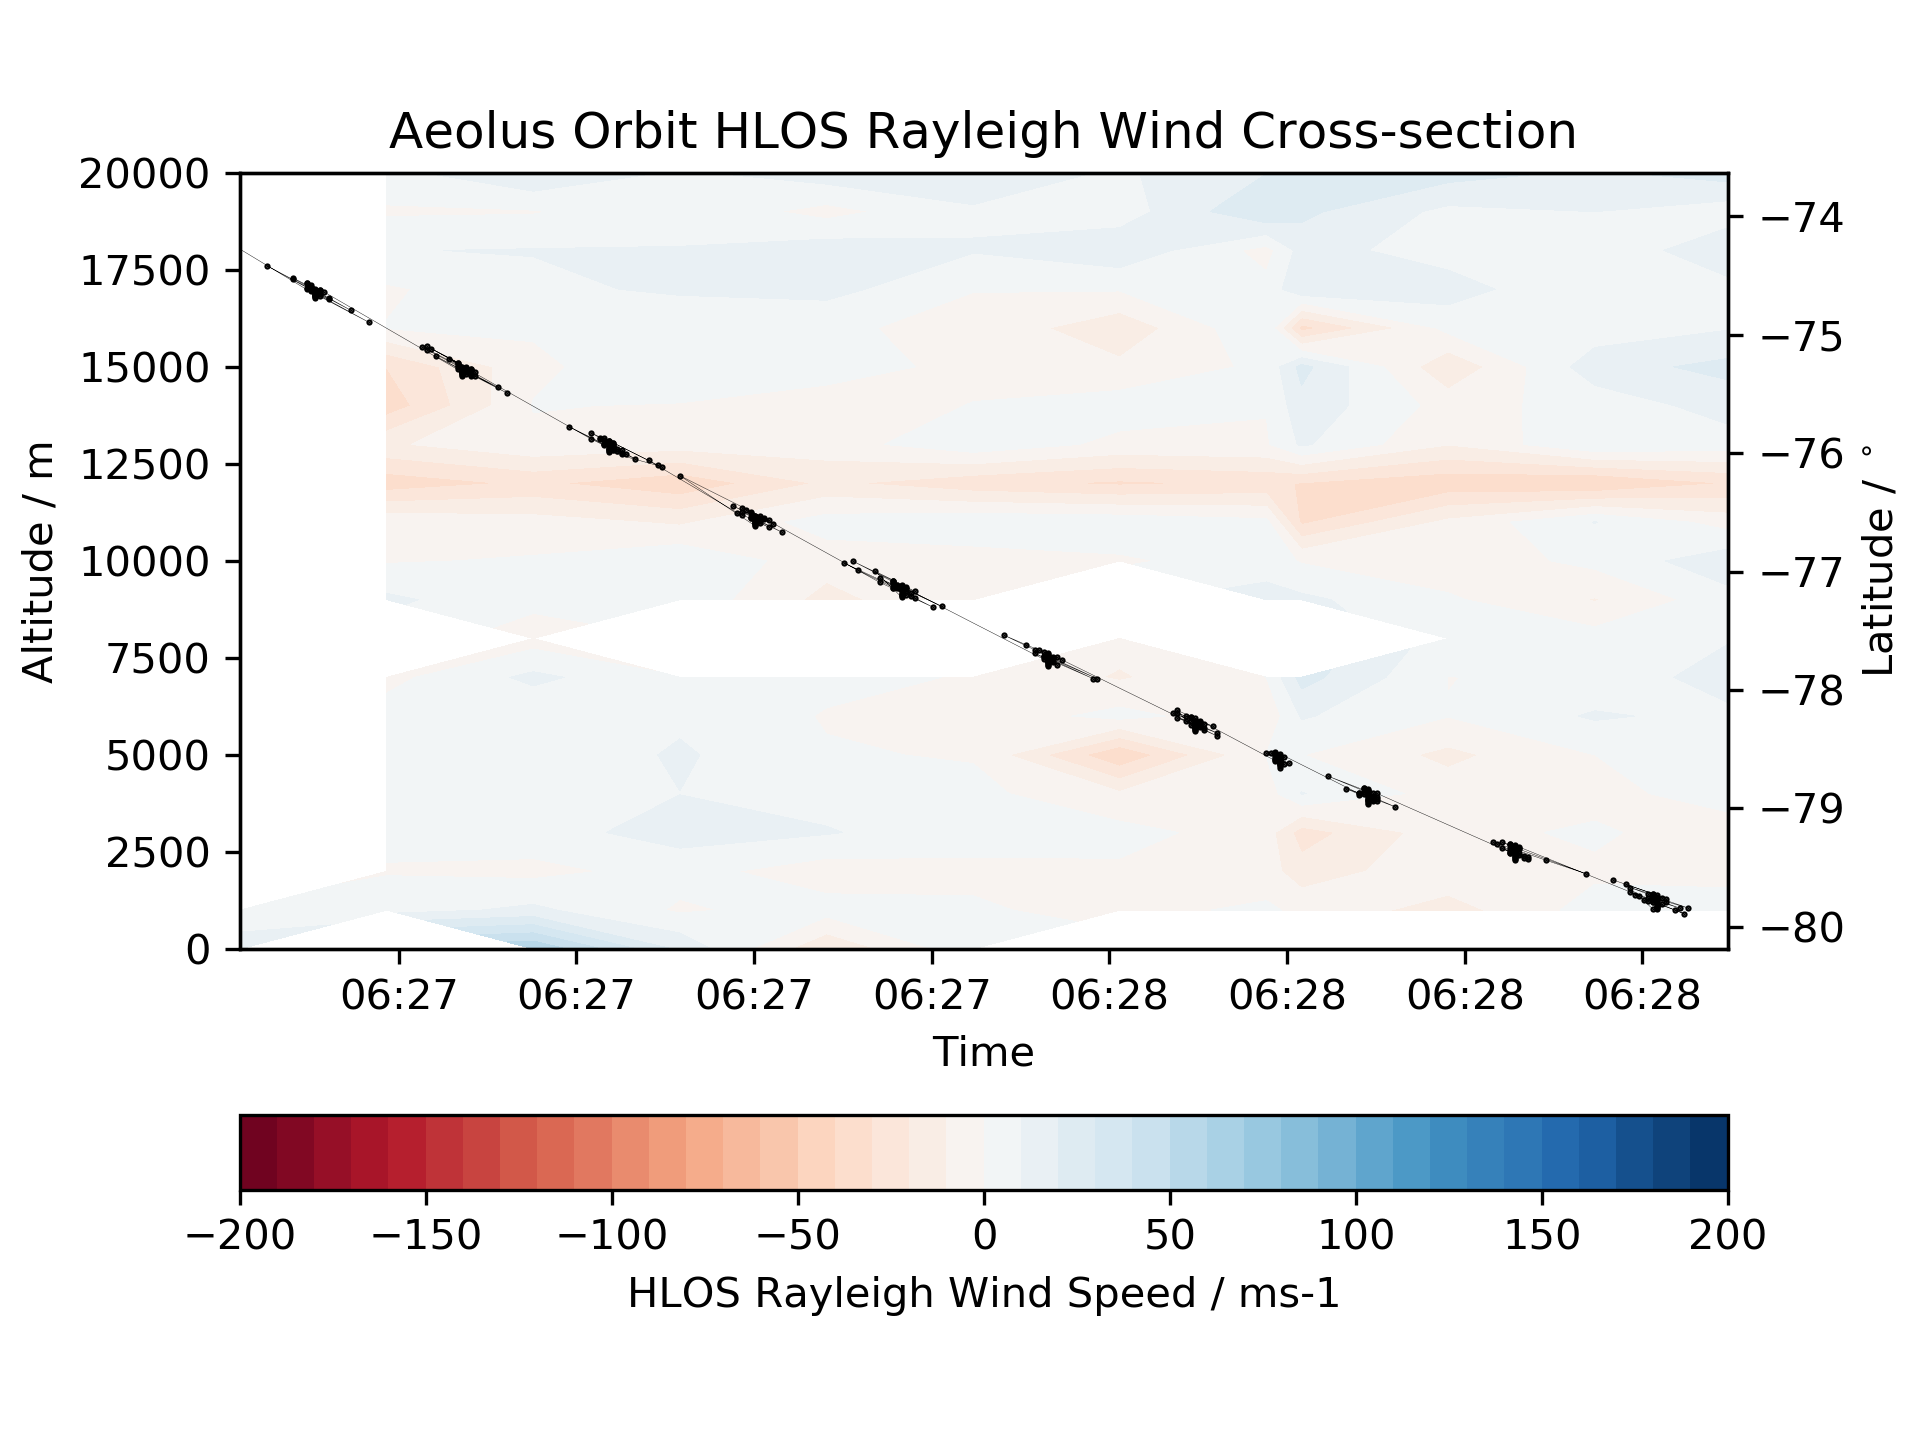 Aeolus Orbit HLOS Rayleigh Wind Cross-section
20000
17500
15000
12500
10000
7500
5000
2500
0
Altitude / m
−74
−75
−76
−77
−78
−79
−80
Latitude / °
06:27 06:27 06:27 06:27 06:28 06:28 06:28 06:28
Time
−200 −150 −100 −50 0 50 100 150 200
HLOS Rayleigh Wind Speed / ms-1